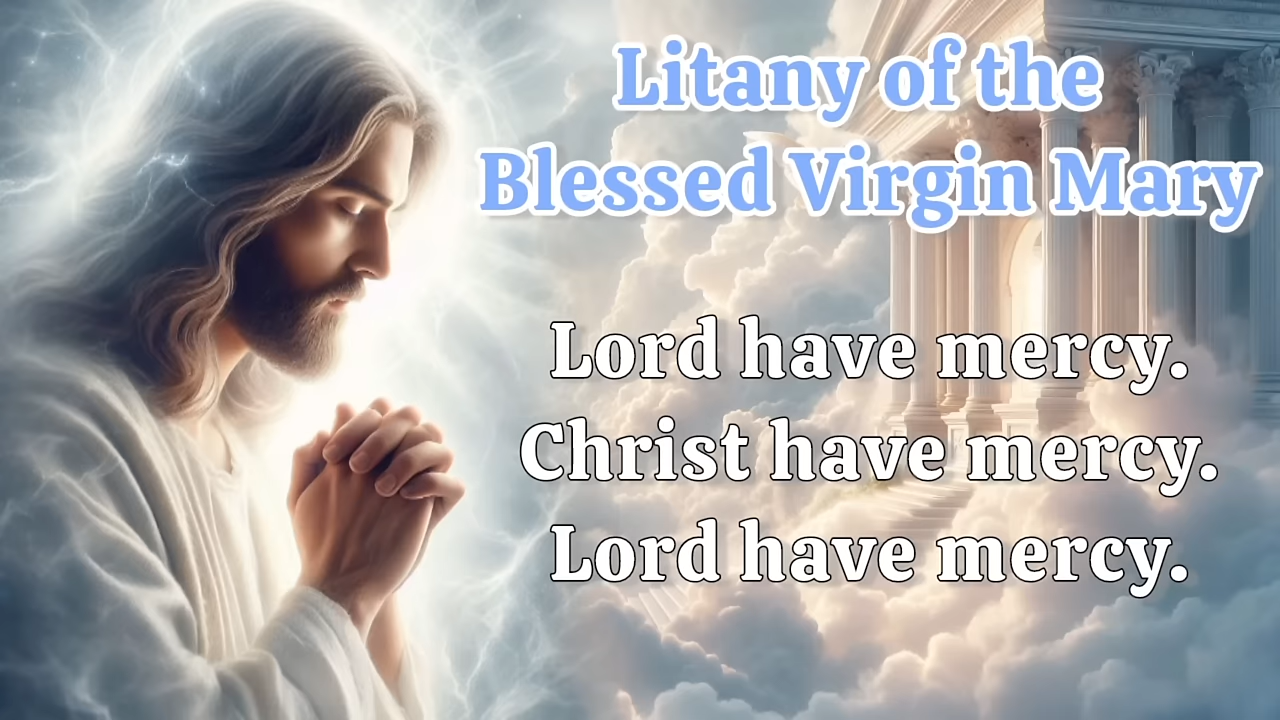 Litany of the
Blessed Virgin Mary
Lord have mercy.
Christ have mercy.
Lord have mercy.